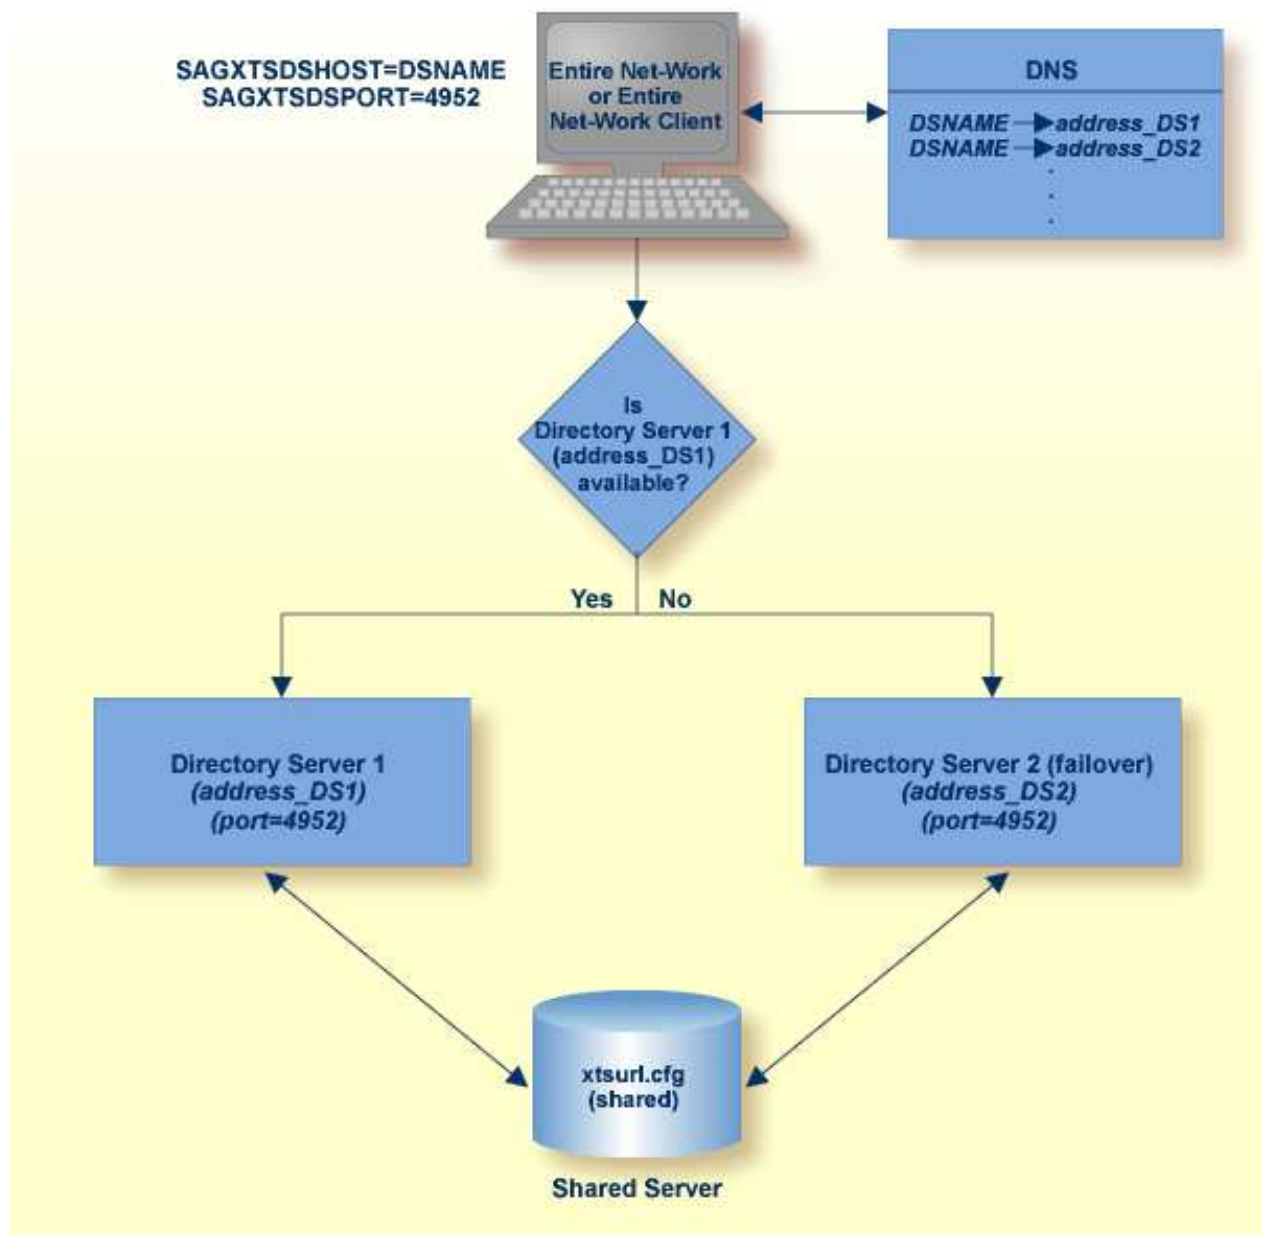 SAGXTSDSHOST=DSNAME
SAGXTSDSPORT=4952
Entire Net-Work
or Entire
Net-Work Client
DNS
DSNAME address_DS1
DSNAME address_DS2
.
.
.
Is
Directory Server 1
(address_DS1)
available?
Yes No
Directory Server 1
(address_DS1)
(port=4952)
Directory Server 2 (failover)
(address_DS2)
(port=4952)
xtsurl.cfg
(shared)
Shared Server